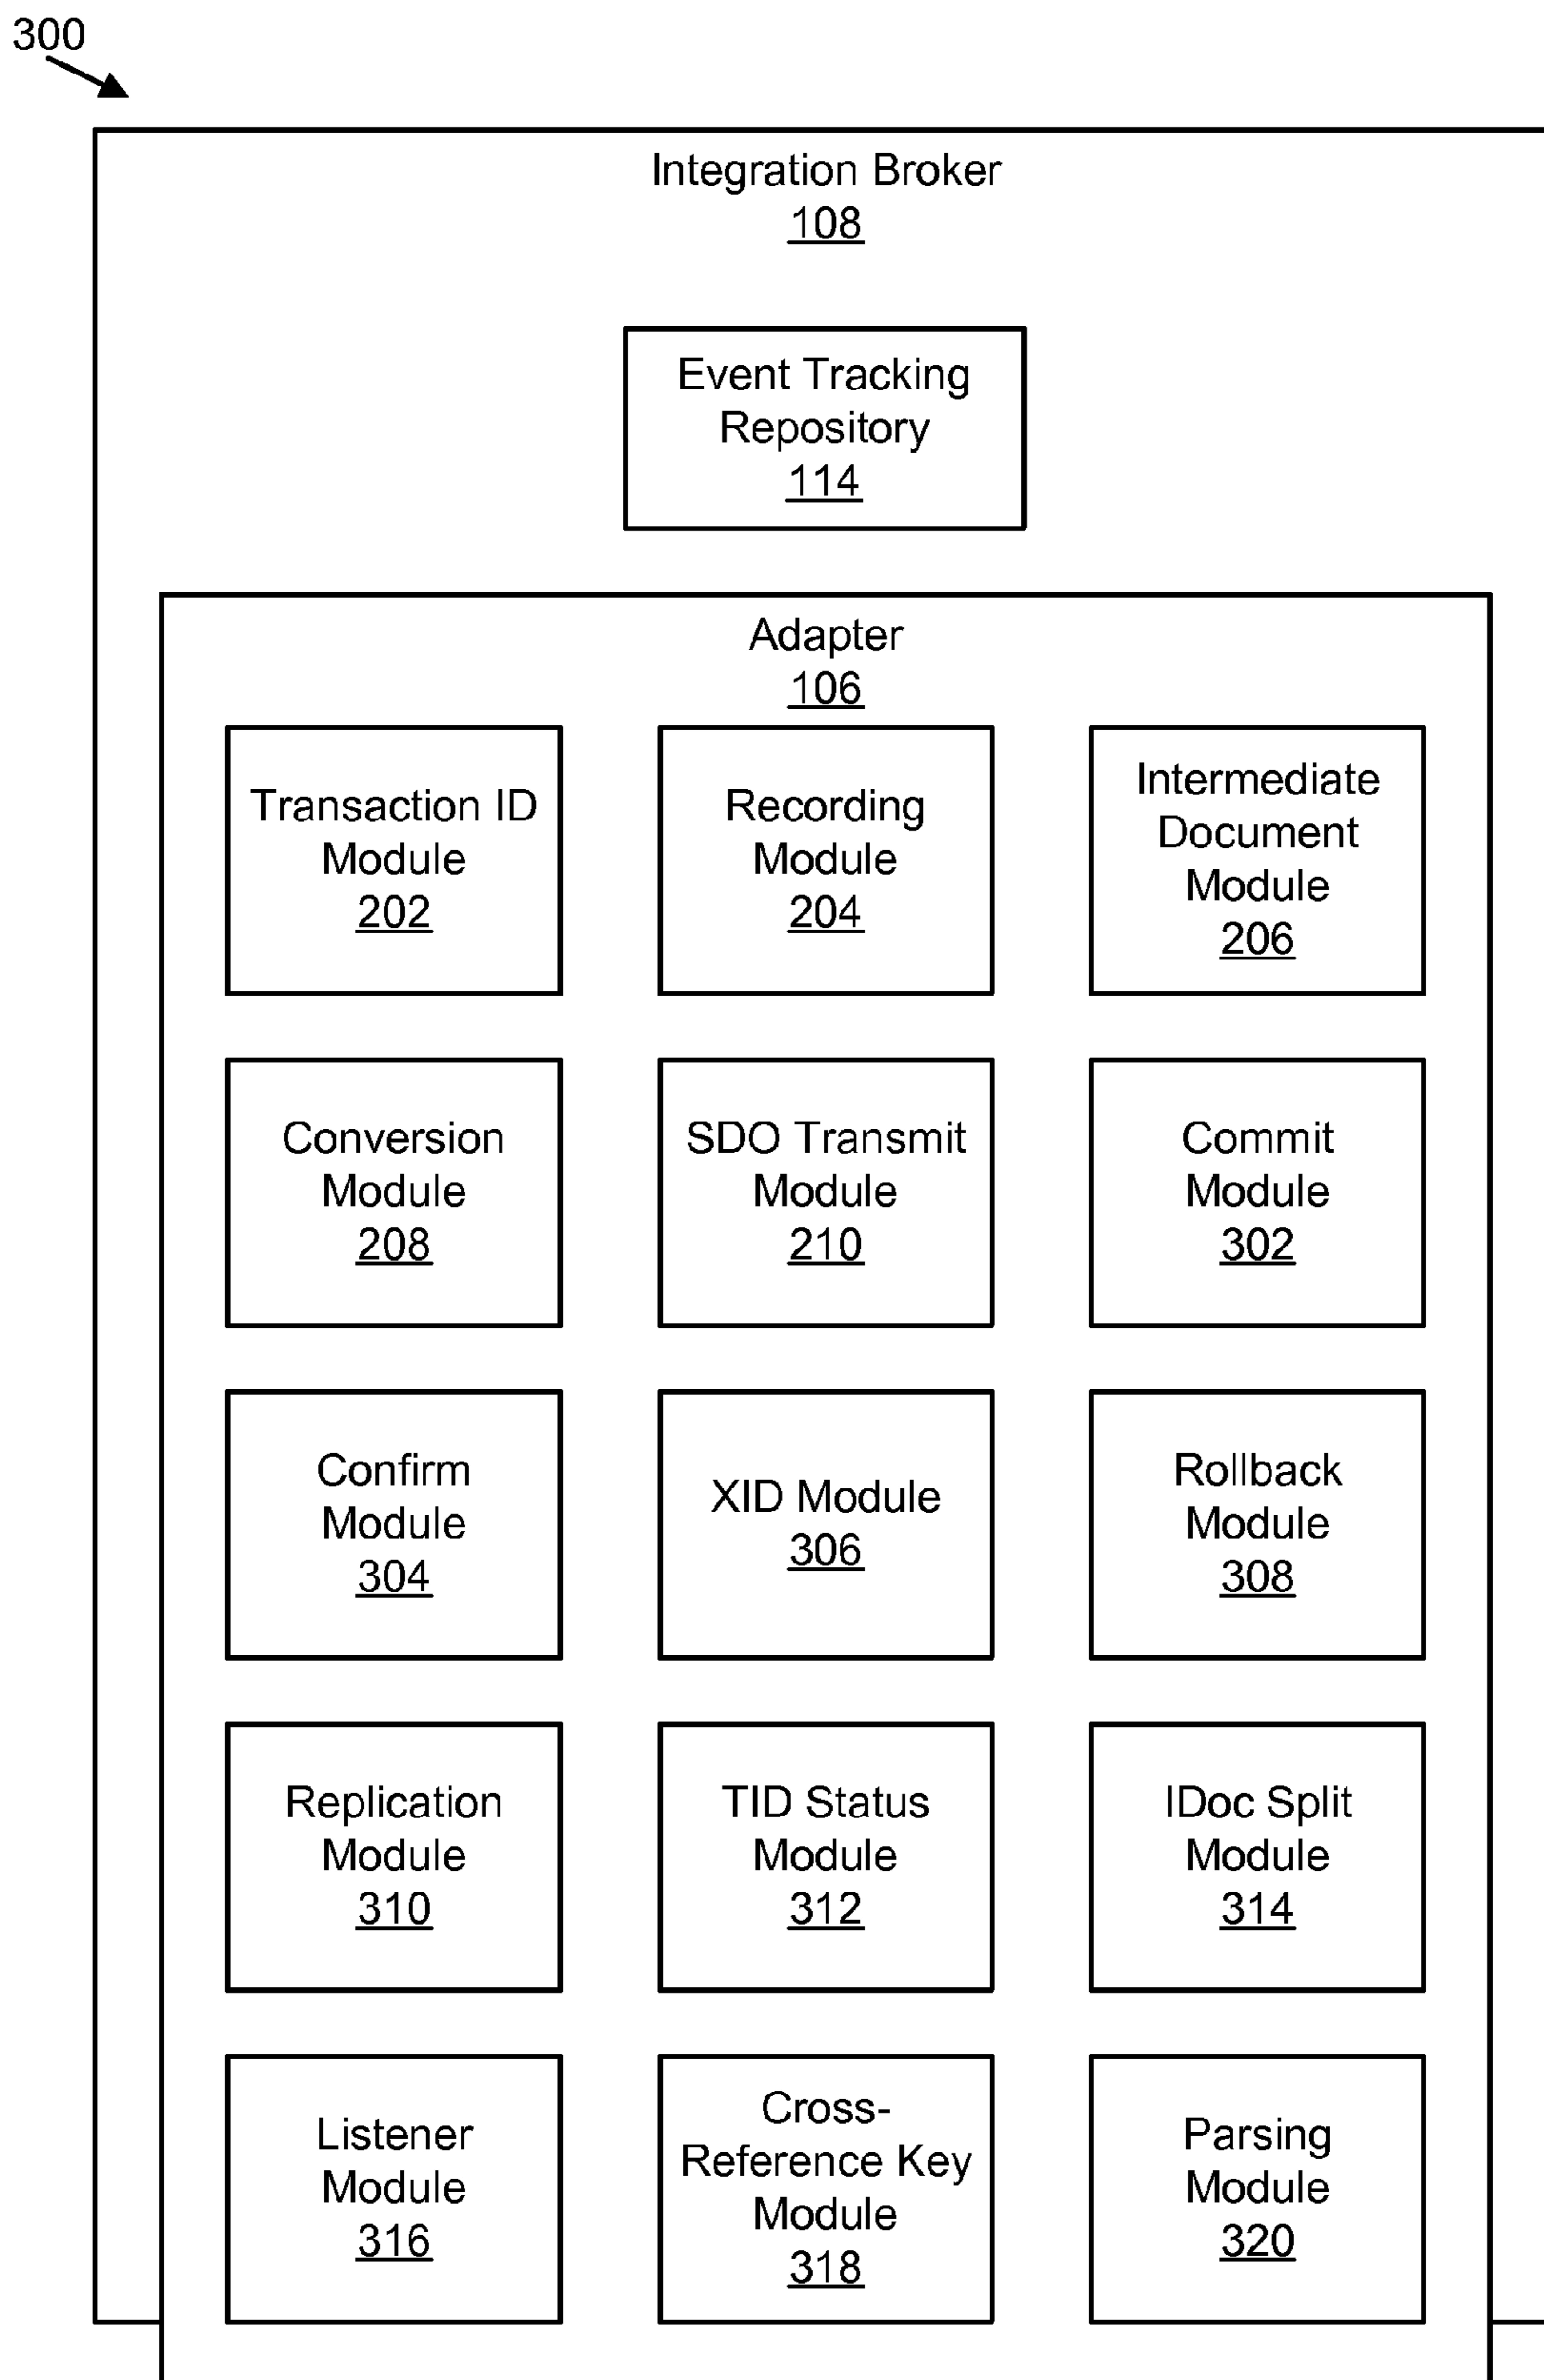 300
Integration Broker
108
Event Tracking
Repository
114
Adapter
106
Transaction ID
Module
202
Recording
Module
204
Intermediate
Document
Module
206
Conversion
Module
208
SDO Transmit
Module
210
Commit
Module
302
Confirm
Module
304
XID Module
306
Rollback
Module
308
Replication
Module
310
TID Status
Module
312
IDoc Split
Module
314
Listener
Module
316
Cross-
Reference Key
Module
318
Parsing
Module
320